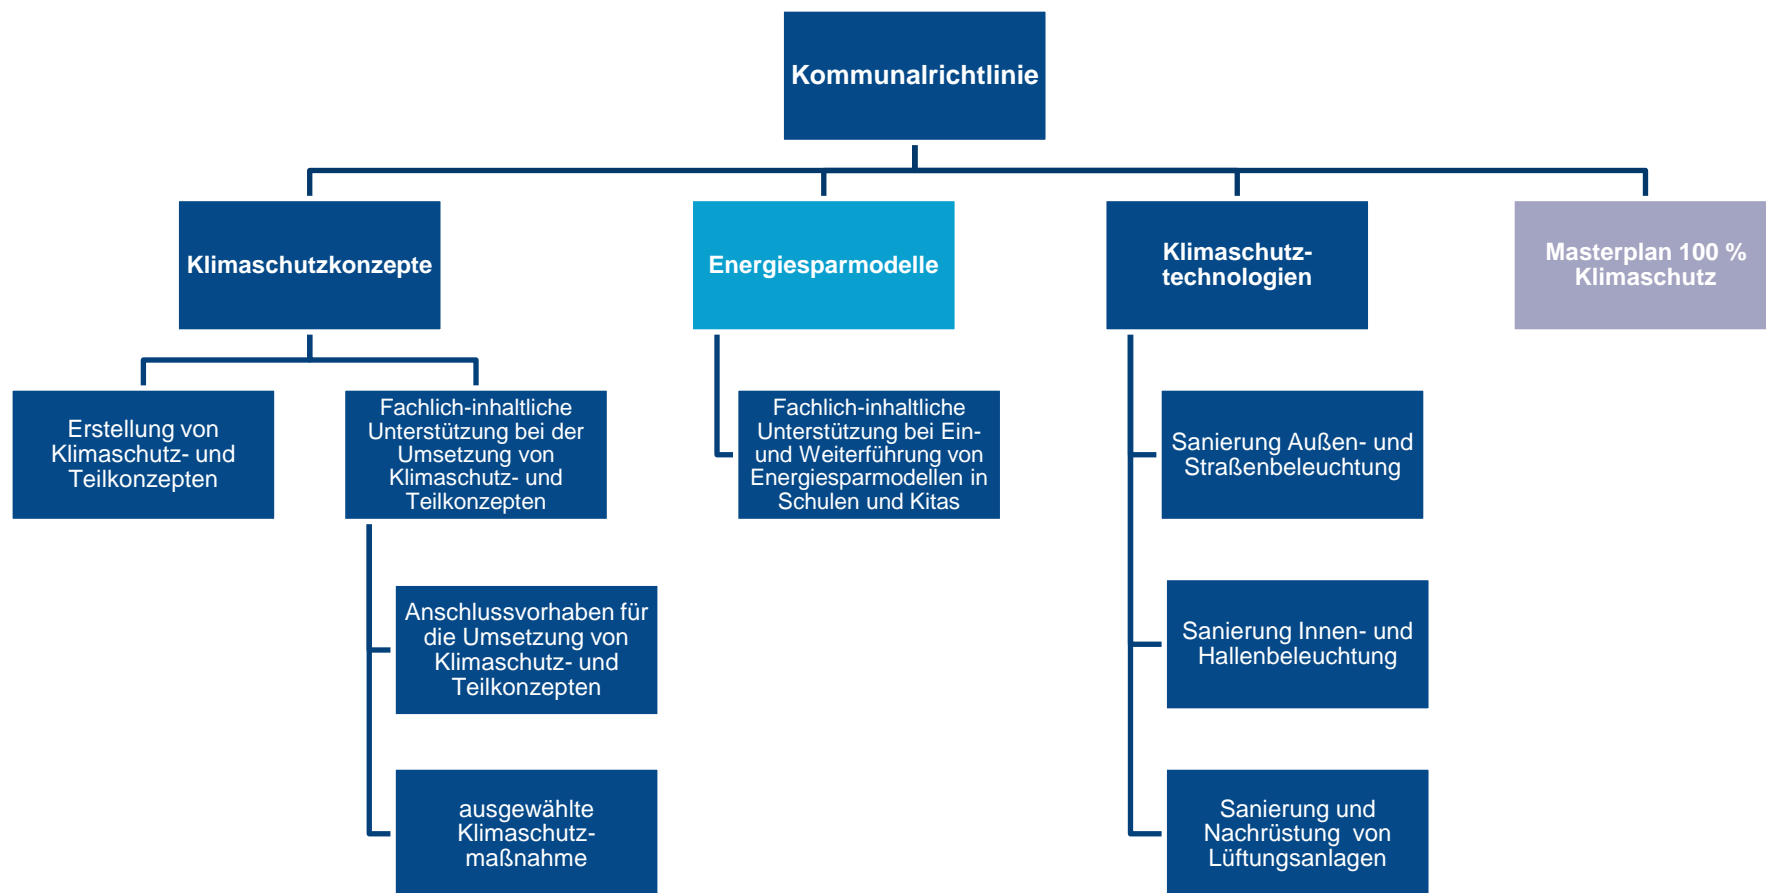 Kommunalrichtlinie
Klimaschutzkonzepte
Energiesparmodelle
Klimaschutz-
technologien
Masterplan 100 %
Klimaschutz
Erstellung von
Klimaschutz- und
Teilkonzepten
Fachlich-inhaltliche
Unterstützung bei der
Umsetzung von
Klimaschutz- und
Teilkonzepten
Fachlich-inhaltliche
Unterstützung bei Ein-
und Weiterführung von
Energiesparmodellen in
Schulen und Kitas
Sanierung Außen- und
Straßenbeleuchtung
Anschlussvorhaben für
die Umsetzung von
Klimaschutz- und
Teilkonzepten
Sanierung Innen- und
Hallenbeleuchtung
ausgewählte
Klimaschutz-
maßnahme
Sanierung und
Nachrüstung von
Lüftungsanlagen